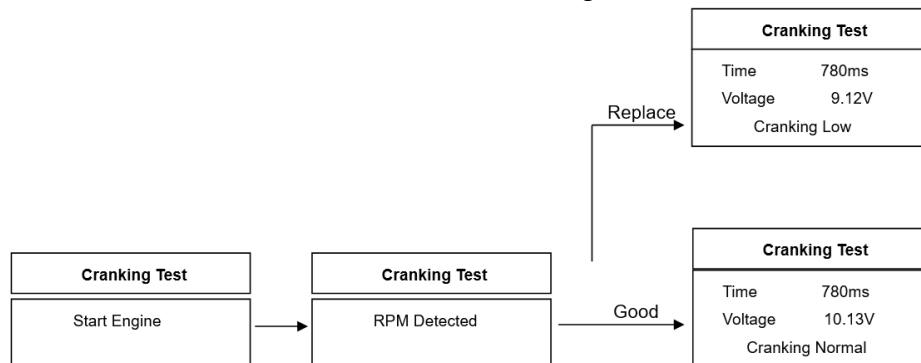 Cranking Test
Time 780ms
Voltage 9.12V
Cranking Low
Replace
Cranking Test
Start Engine
Cranking Test
RPM Detected
Good
Cranking Test
Time 780ms
Voltage 10.13V
Cranking Normal